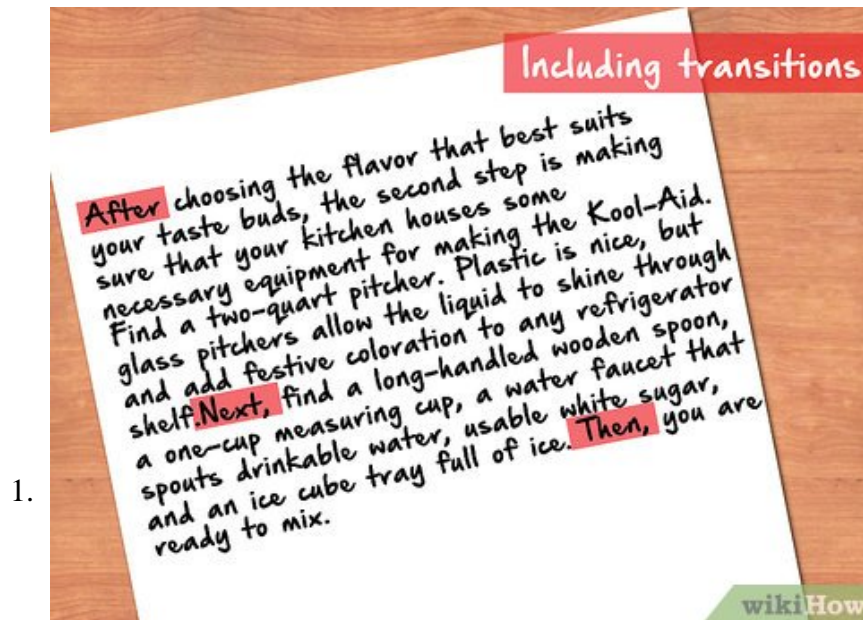 Including transitions
After choosing the flavor that best suits
your taste buds, the second step is making
sure that your kitchen houses some
necessary equipment for making the Kool-Aid.
Find a two-quart pitcher. Plastic is nice, but
glass pitchers allow the liquid to shine through
and add festive coloration to any refrigerator
shelf.Next, find a long-handled wooden spoon,
a one-cup measuring cup, a water faucet that
spouts drinkable water, usable white sugar,
and an ice cube tray full of ice. Then, you are
ready to mix.
1.
wikiHow